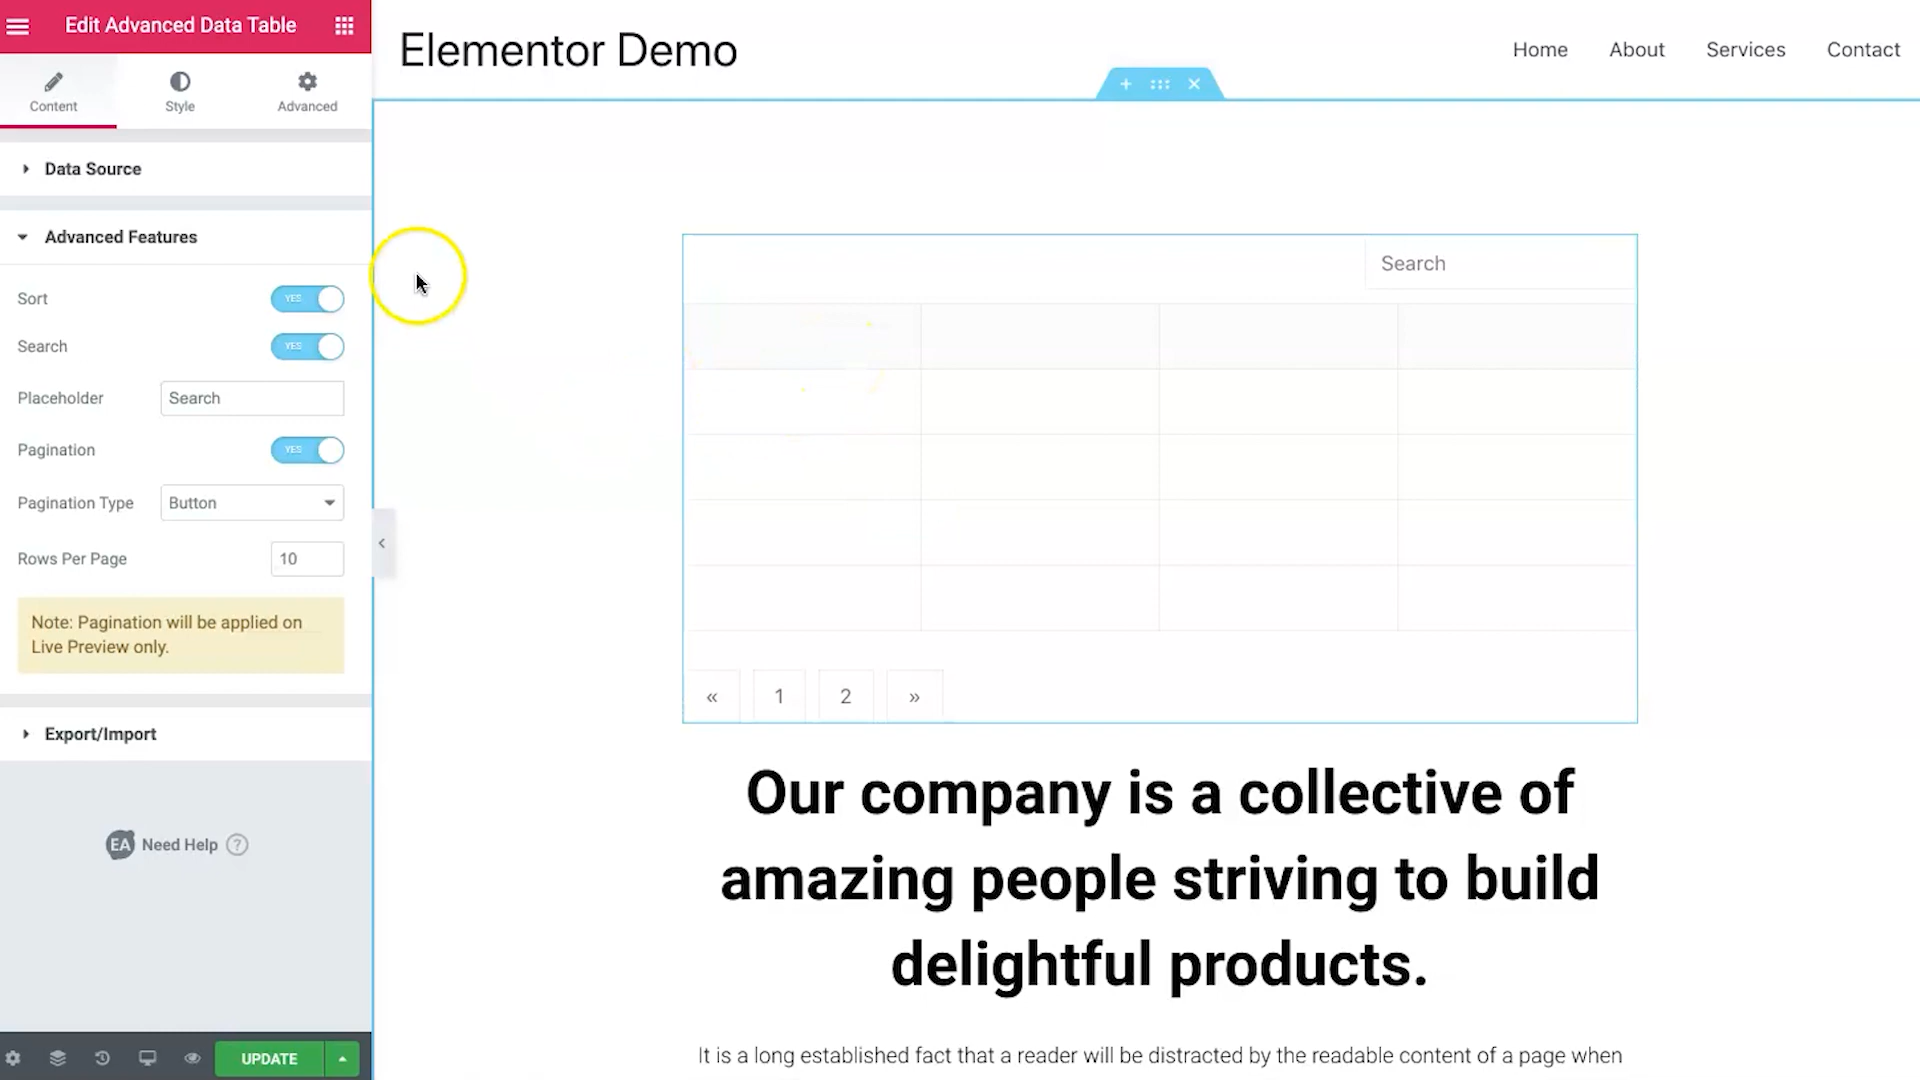 Edit Advanced Data Table
Content
Style
Advanced
Data Source
Advanced Features
Sort
YES
Search
YES
Placeholder
Search
Pagination
YES
Pagination Type
Button
Rows Per Page
10
Note: Pagination will be applied on
Live Preview only.
Export/Import
EA Need Help ?
UPDATE
Elementor Demo
Home
About
Services
Contact
Search
«
1
2
»
Our company is a collective of
amazing people striving to build
delightful products.
It is a long established fact that a reader will be distracted by the readable content of a page when